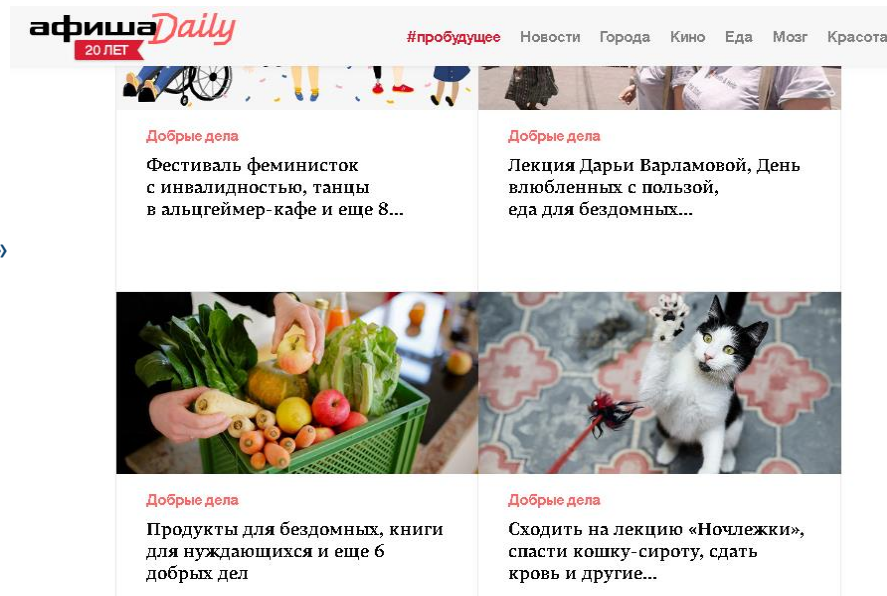 афишаDaily
20 ЛЕТ
#пробудущее Новости Города Кино Еда Мозг Красота
Добрые дела
Фестиваль феминисток
с инвалидностью, танцы
в альцгеймер-кафе и еще 8...
Добрые дела
Лекция Дарьи Варламовой, День
влюбленных с пользой,
еда для бездомных...
»
Добрые дела
Продукты для бездомных, книги
для нуждающихся и еще 6
добрых дел
Добрые дела
Сходить на лекцию «Ночлежки»,
спасти кошку-сироту, сдать
кровь и другие...